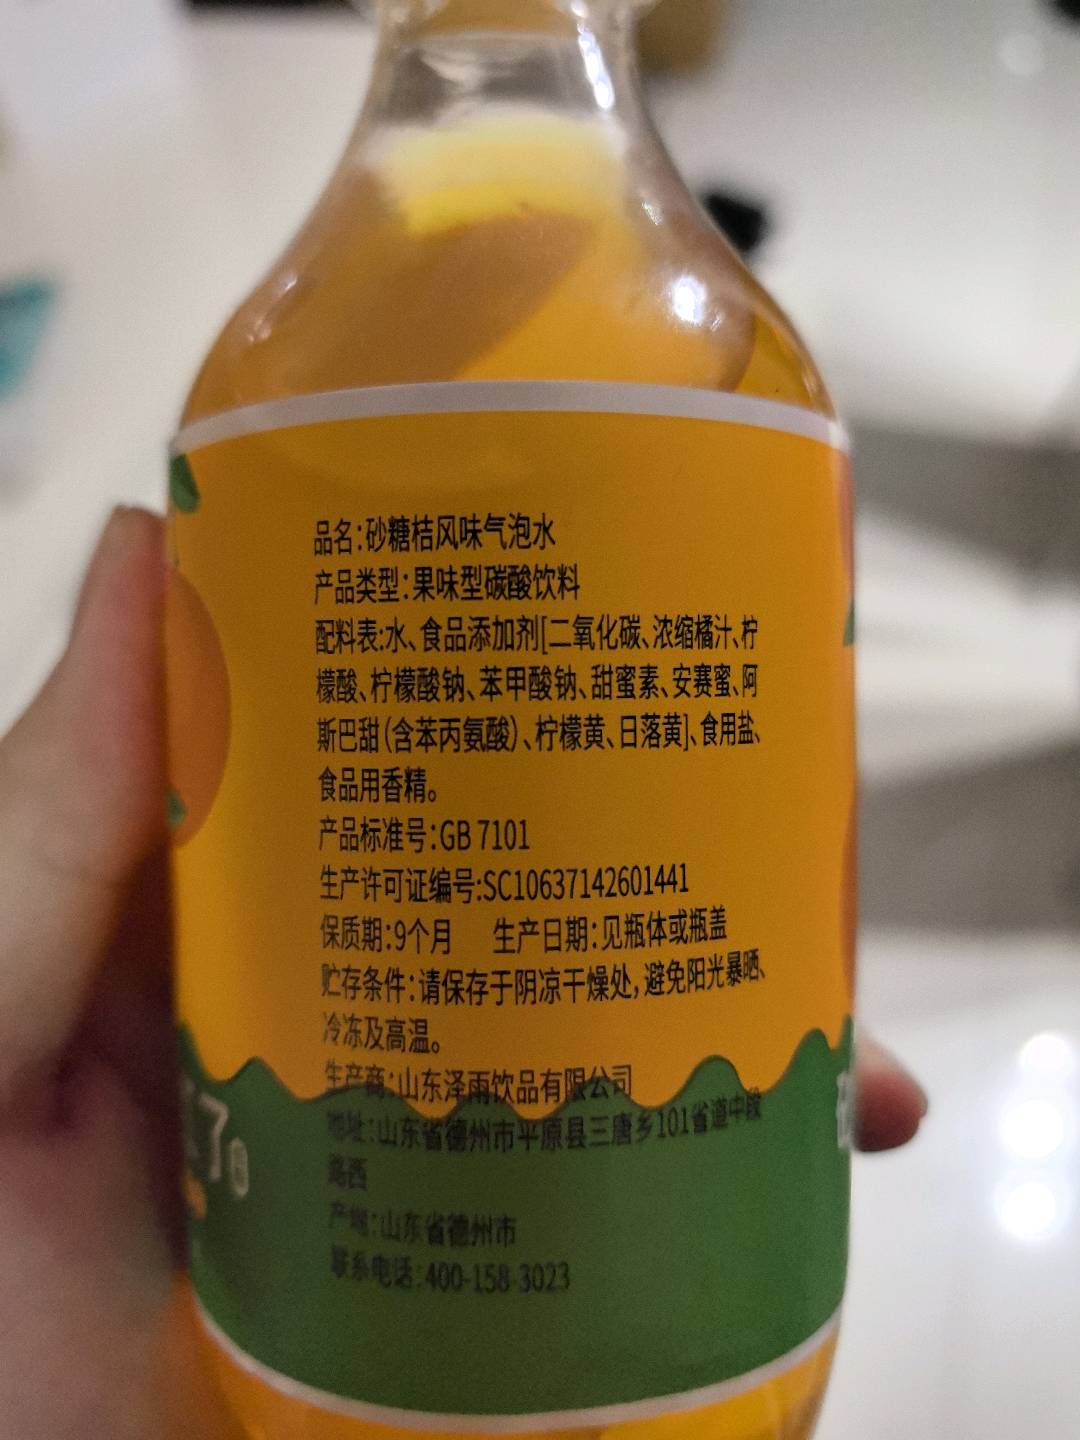 品名:砂糖桔风味气泡水
产品类型:果味型碳酸饮料
配料表:水、食品添加剂[二氧化碳、浓缩橘汁、柠
檬酸、柠檬酸钠、苯甲酸钠、甜蜜素、安赛蜜、阿
斯巴甜(含苯丙氨酸)、柠檬黄、日落黄]、食用盐、
食品用香精。
产品标准号:GB 7101
生产许可证编号:SC10637142601441
保质期:9个月 生产日期:见瓶体或瓶盖
贮存条件:请保存于阴凉干燥处,避免阳光暴晒、
冷冻及高温。
生产商:山东泽雨饮品有限公司
地址:山东省德州市平原县三唐乡101省道中段
路西
产地:山东省德州市
联系电话:400-158-3023
7